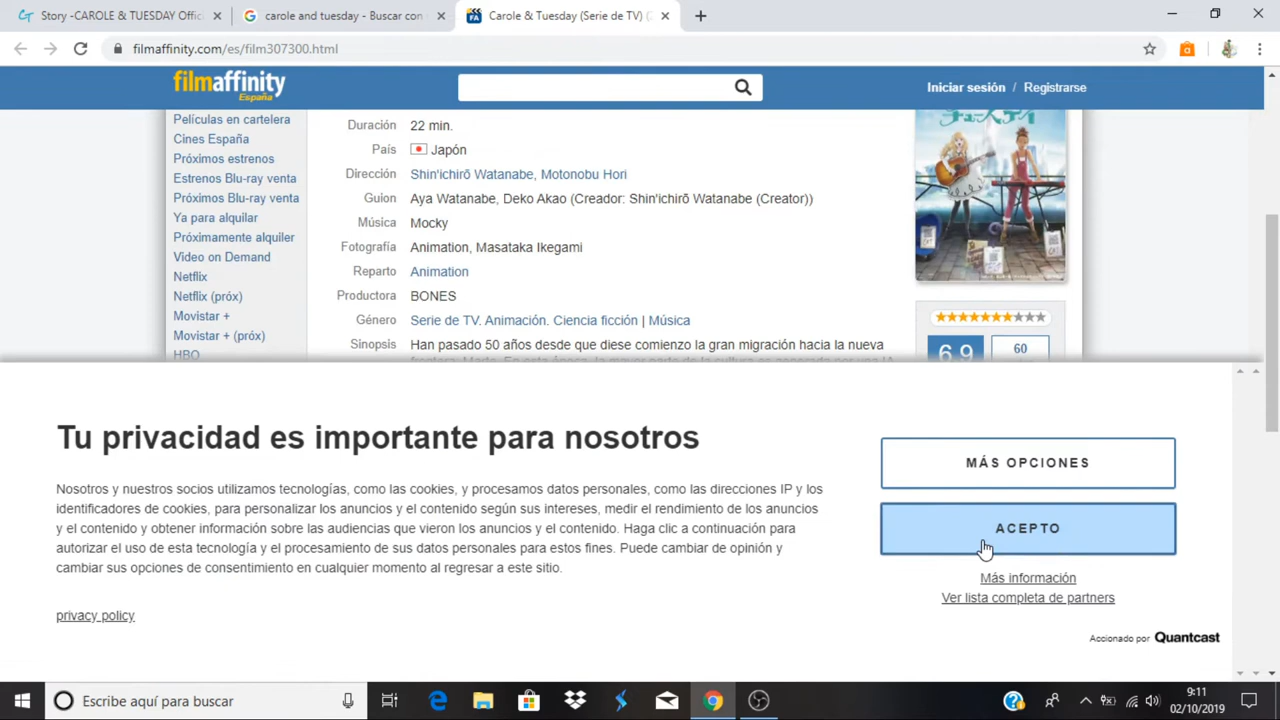 Story -CAROLE & TUESDAY Offic
carole and tuesday - Buscar con
Carole & Tuesday (Serie de TV) (
filmaffinity.com/es/film307300.html
filmaffinity
España
Iniciar sesión / Registrarse
Películas en cartelera
Cines España
Próximos estrenos
Estrenos Blu-ray venta
Próximos Blu-ray venta
Ya para alquilar
Próximamente alquiler
Video on Demand
Netflix
Netflix (próx)
Movistar +
Movistar + (próx)
HBO
Duración 22 min.
País Japón
Dirección Shin'ichirō Watanabe, Motonobu Hori
Guion Aya Watanabe, Deko Akao (Creador: Shin'ichirō Watanabe (Creator))
Música Mocky
Fotografía Animation, Masataka Ikegami
Reparto Animation
Productora BONES
Género Serie de TV. Animación. Ciencia ficción | Música
Sinopsis Han pasado 50 años desde que diese comienzo la gran migración hacia la nueva
チューズデイ
6,9
60
Tu privacidad es importante para nosotros
Nosotros y nuestros socios utilizamos tecnologías, como las cookies, y procesamos datos personales, como las direcciones IP y los
identificadores de cookies, para personalizar los anuncios y el contenido según sus intereses, medir el rendimiento de los anuncios
y el contenido y obtener información sobre las audiencias que vieron los anuncios y el contenido. Haga clic a continuación para
autorizar el uso de esta tecnología y el procesamiento de sus datos personales para estos fines. Puede cambiar de opinión y
cambiar sus opciones de consentimiento en cualquier momento al regresar a este sitio.
privacy policy
MÁS OPCIONES
ACEPTO
Más información
Ver lista completa de partners
Accionado por Quantcast
Escribe aquí para buscar
9:11
02/10/2019